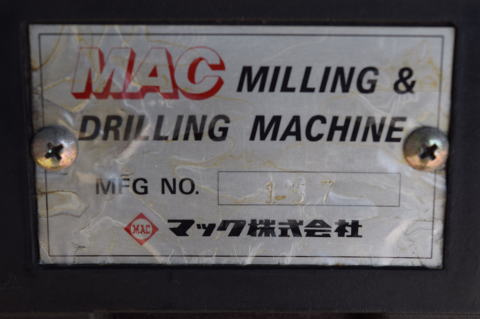 MAC MILLING &
DRILLING MACHINE
MFG NO.
MAC マック株式会社